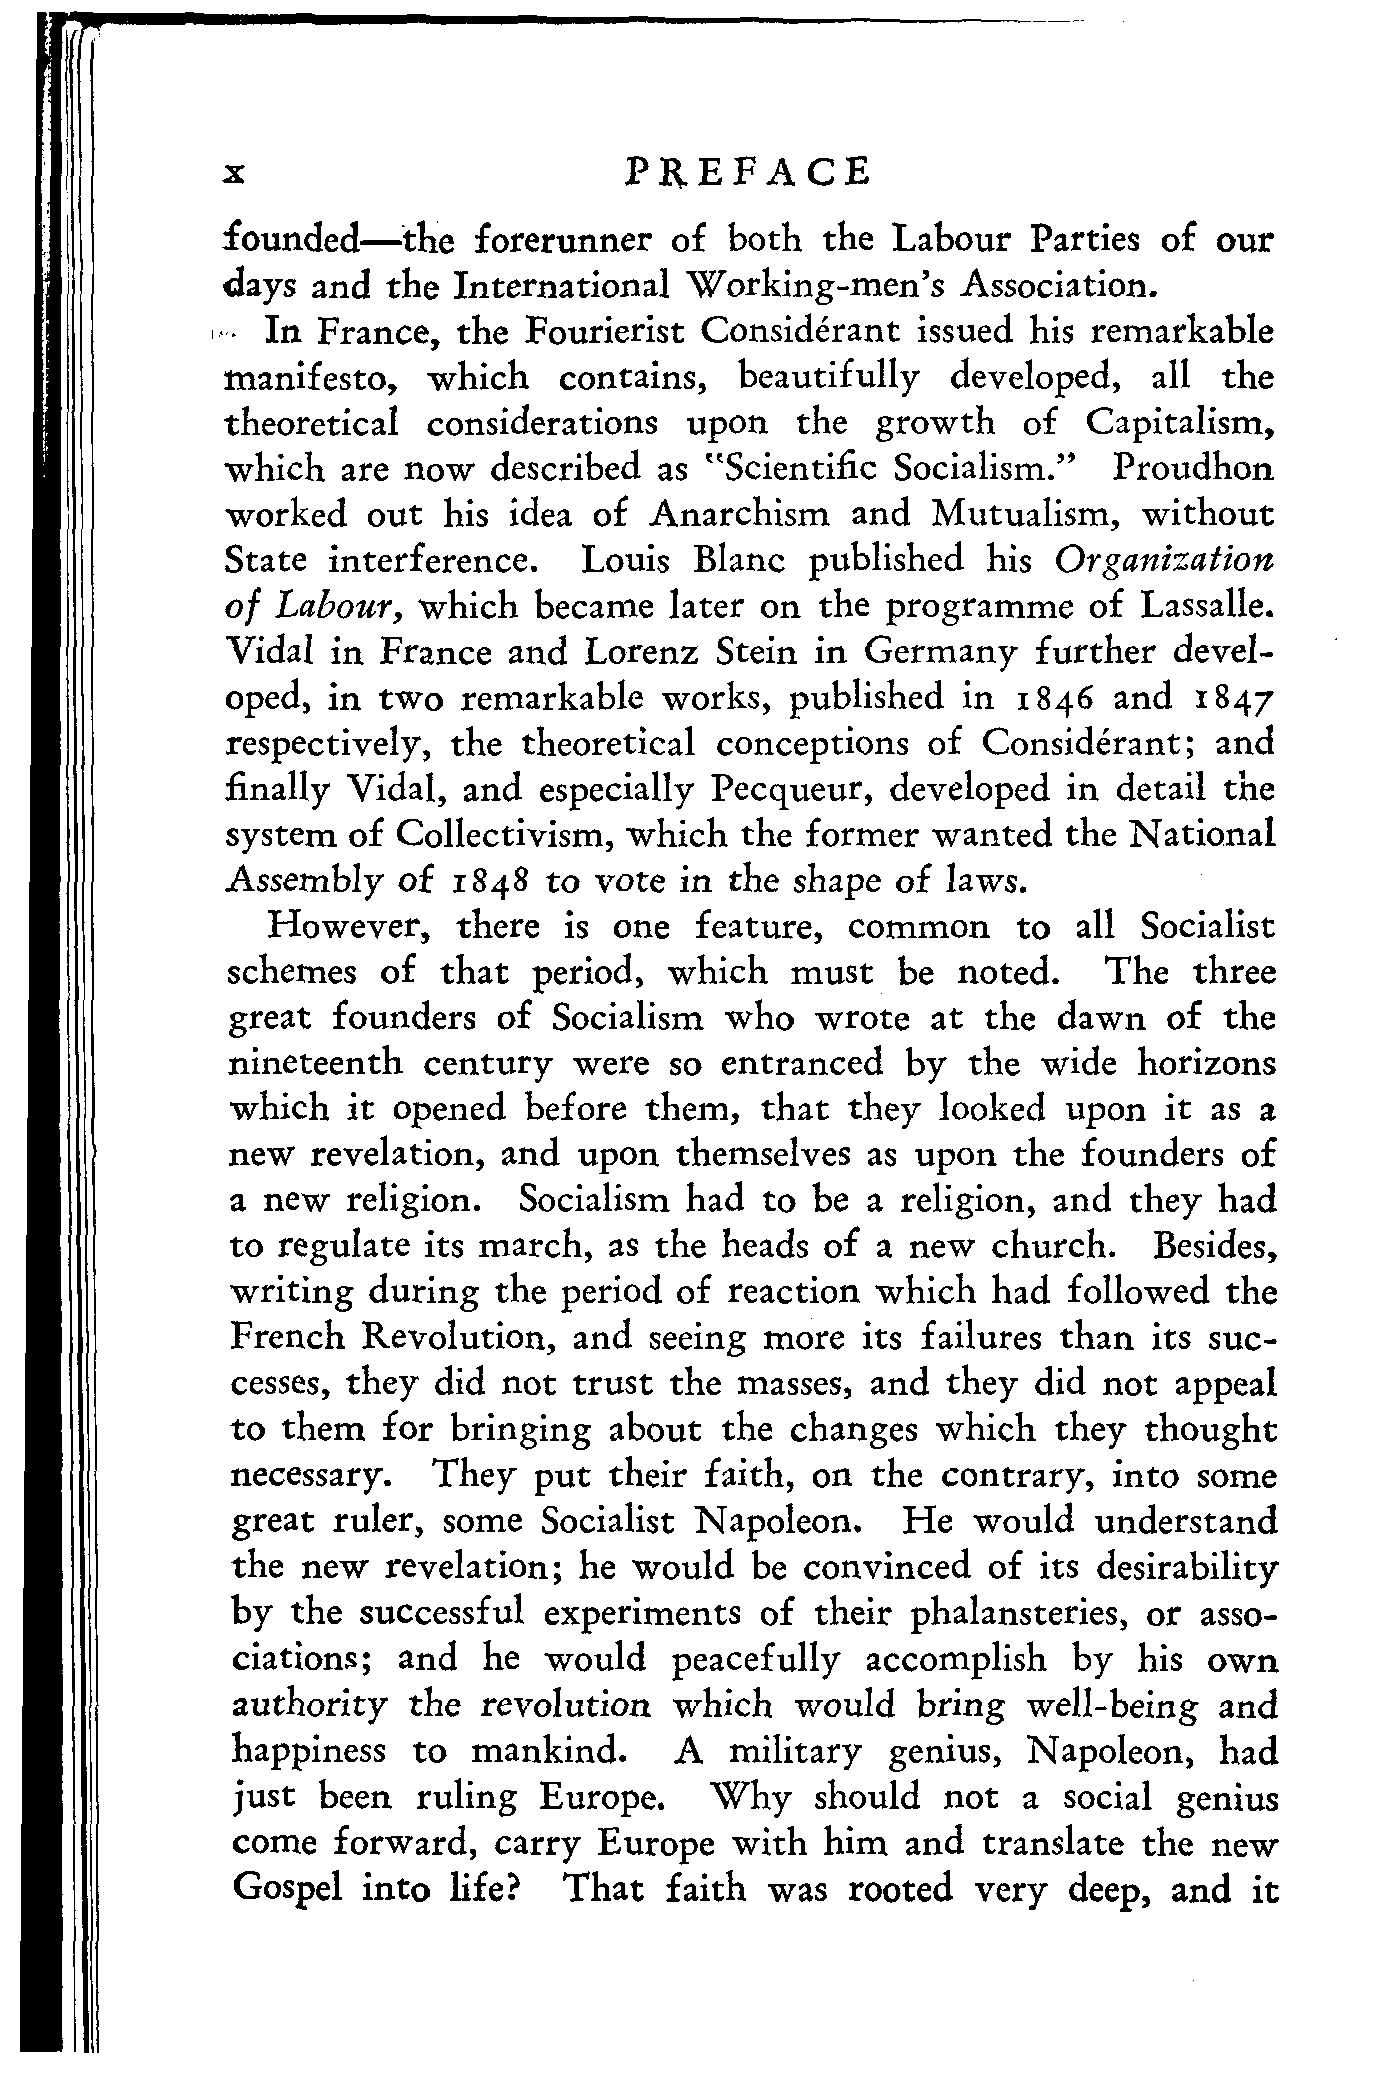 x PREFACE
founded—the forerunner of both the Labour Parties of our
days and the International Working-men's Association.
In France, the Fourierist Considérant issued his remarkable
manifesto, which contains, beautifully developed, all the
theoretical considerations upon the growth of Capitalism,
which are now described as "Scientific Socialism." Proudhon
worked out his idea of Anarchism and Mutualism, without
State interference. Louis Blanc published his Organization
of Labour, which became later on the programme of Lassalle.
Vidal in France and Lorenz Stein in Germany further devel-
oped, in two remarkable works, published in 1846 and 1847
respectively, the theoretical conceptions of Considérant; and
finally Vidal, and especially Pecqueur, developed in detail the
system of Collectivism, which the former wanted the National
Assembly of 1848 to vote in the shape of laws.
However, there is one feature, common to all Socialist
schemes of that period, which must be noted. The three
great founders of Socialism who wrote at the dawn of the
nineteenth century were so entranced by the wide horizons
which it opened before them, that they looked upon it as a
new revelation, and upon themselves as upon the founders of
a new religion. Socialism had to be a religion, and they had
to regulate its march, as the heads of a new church. Besides,
writing during the period of reaction which had followed the
French Revolution, and seeing more its failures than its suc-
cesses, they did not trust the masses, and they did not appeal
to them for bringing about the changes which they thought
necessary. They put their faith, on the contrary, into some
great ruler, some Socialist Napoleon. He would understand
the new revelation; he would be convinced of its desirability
by the successful experiments of their phalansteries, or asso-
ciations; and he would peacefully accomplish by his own
authority the revolution which would bring well-being and
happiness to mankind. A military genius, Napoleon, had
just been ruling Europe. Why should not a social genius
come forward, carry Europe with him and translate the new
Gospel into life? That faith was rooted very deep, and it